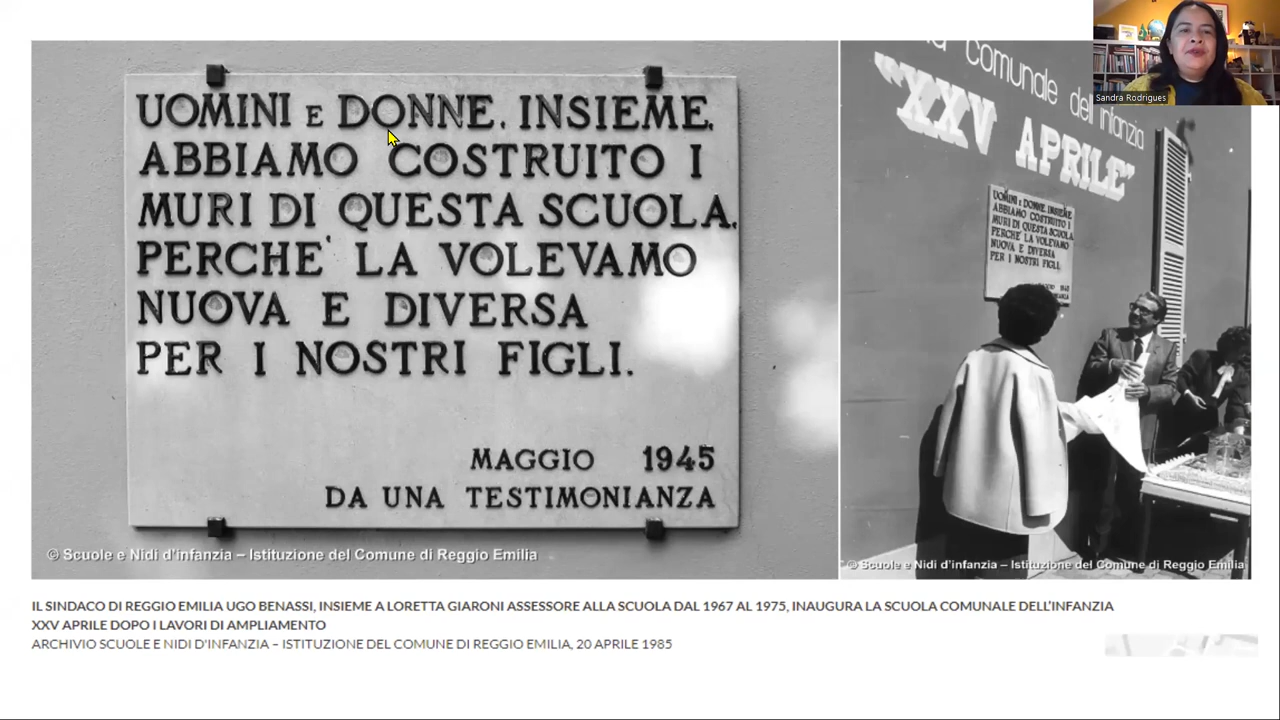 UOMINI E DONNE, INSIEME,
ABBIAMO COSTRUITO I
MURI DI QUESTA SCUOLA,
PERCHE' LA VOLEVAMO
NUOVA E DIVERSA
PER I NOSTRI FIGLI.
MAGGIO 1945
DA UNA TESTIMONIANZA
© Scuole e Nidi d'infanzia – Istituzione del Comune di Reggio Emilia
comunale dell'infanzia
"XXV APRILE"
UOMINI E DONNE, INSIEME
ABBIAMO COSTRUITO I
MURI DI QUESTA SCUOLA,
PERCHE' LA VOLEVAMO
NUOVA E DIVERSA
PER I NOSTRI FIGLI.
1945
© Scuole e Nidi d'infanzia – Istituzione del Comune di Reggio Emilia
Sandra Rodrigues
IL SINDACO DI REGGIO EMILIA UGO BENASSI, INSIEME A LORETTA GIARONI ASSESSORE ALLA SCUOLA DAL 1967 AL 1975, INAUGURA LA SCUOLA COMUNALE DELL'INFANZIA
XXV APRILE DOPO I LAVORI DI AMPLIAMENTO
ARCHIVIO SCUOLE E NIDI D'INFANZIA – ISTITUZIONE DEL COMUNE DI REGGIO EMILIA, 20 APRILE 1985